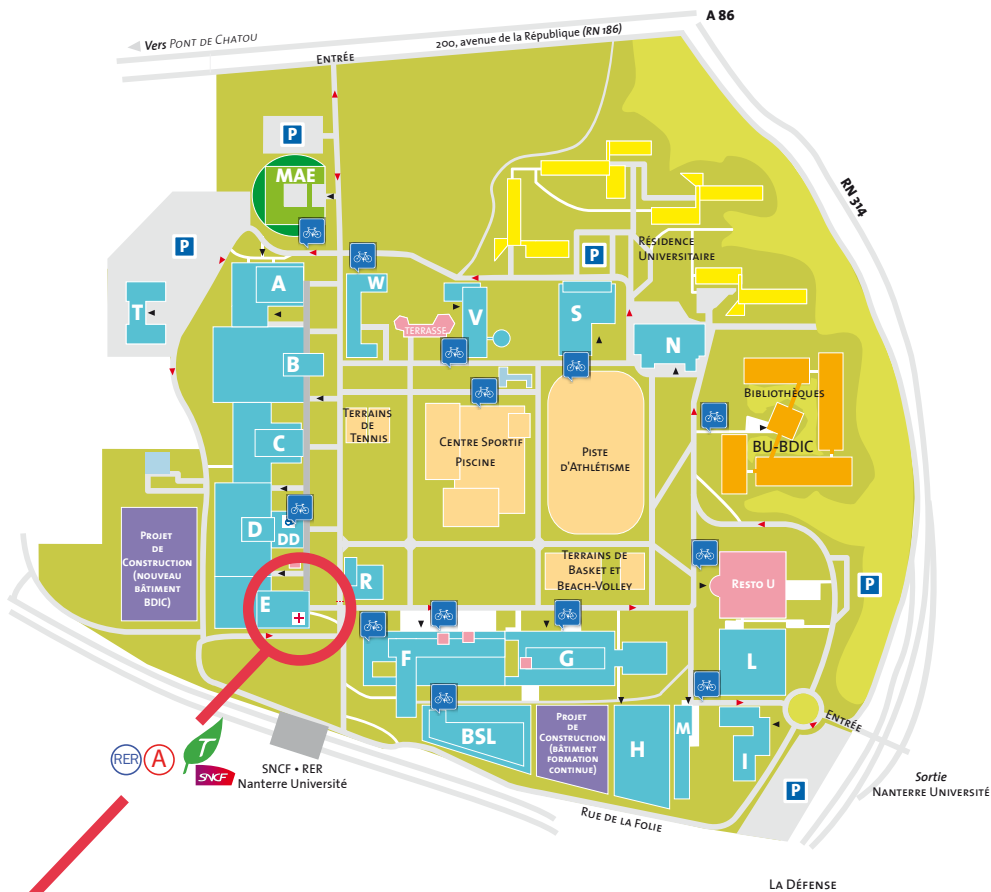 A 86
Vers PONT DE CHATOU
200, avenue de la République (RN 186)
ENTRÉE
P
MAE
RN 314
P
RÉSIDENCE
UNIVERSITAIRE
P
A
W
T
V
S
TERRASSE
N
B
BIBLIOTHÈQUES
TERRAINS
DE
TENNIS
CENTRE SPORTIF
PISCINE
PISTE
D'ATHLÉTISME
BU-BDIC
C
D
DD
PROJET
DE
CONSTRUCTION
(NOUVEAU
BÂTIMENT
BDIC)
TERRAINS DE
BASKET ET
BEACH-VOLLEY
R
RESTO U
P
E
F
G
L
ENTRÉE
BSL
PROJET
DE
CONSTRUCTION
(BÂTIMENT
FORMATION
CONTINUE)
H
M
I
RER
A
T
SNCF
SNCF • RER
Nanterre Université
P
Sortie
NANTERRE UNIVERSITÉ
RUE DE LA FOLIE
LA DÉFENSE